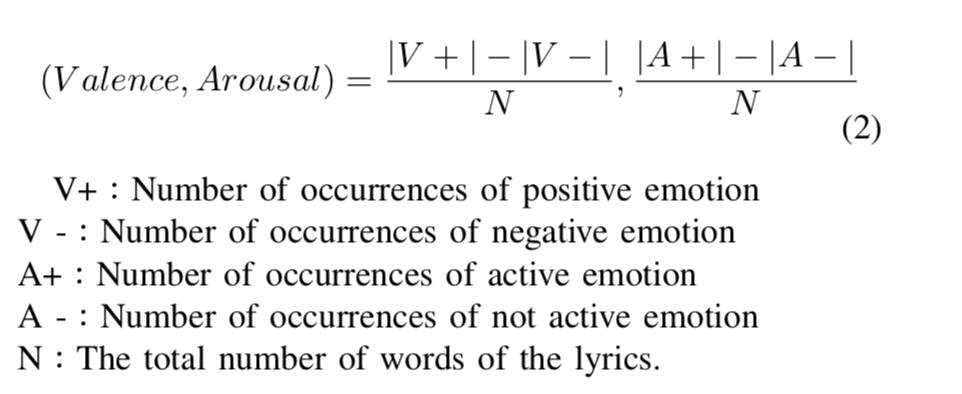 (Valence, Arousal) = |V + | − |V − | / N , |A + | − |A − | / N
(2)
V+ : Number of occurrences of positive emotion
V - : Number of occurrences of negative emotion
A+ : Number of occurrences of active emotion
A - : Number of occurrences of not active emotion
N : The total number of words of the lyrics.